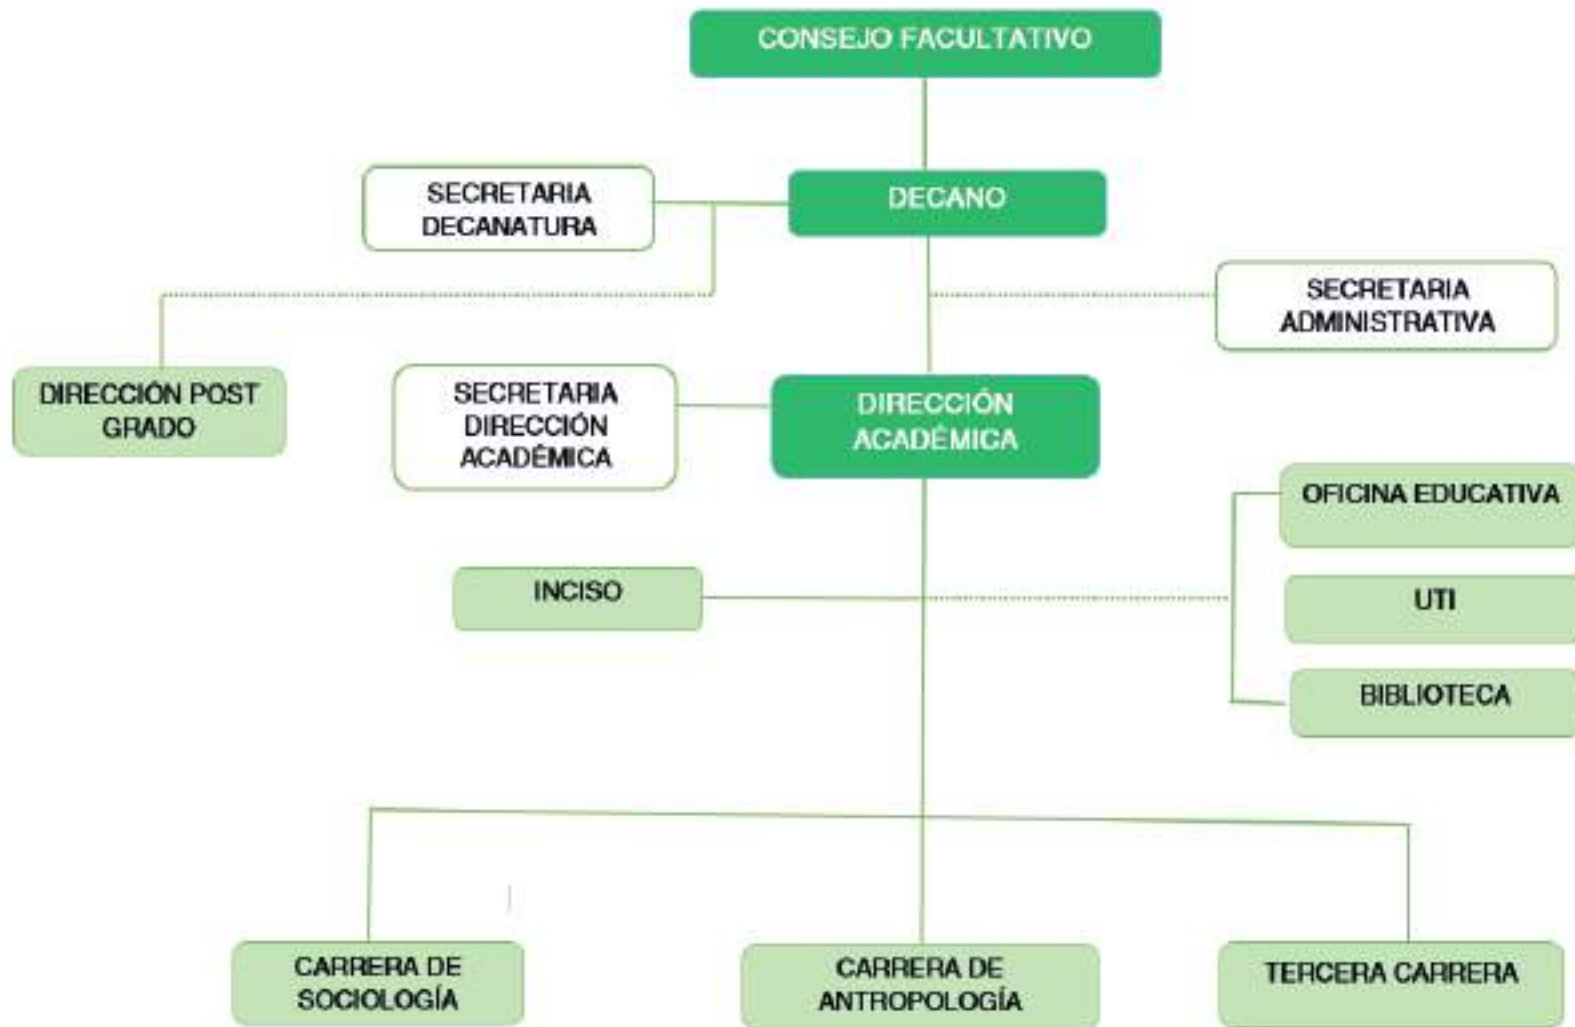 CONSEJO FACULTATIVO
SECRETARIA
DECANATURA
DECANO
SECRETARIA
ADMINISTRATIVA
DIRECCIÓN POST
GRADO
SECRETARIA
DIRECCIÓN
ACADÉMICA
DIRECCIÓN
ACADÉMICA
OFICINA EDUCATIVA
INCISO
UTI
BIBLIOTECA
CARRERA DE
SOCIOLOGÍA
CARRERA DE
ANTROPOLOGÍA
TERCERA CARRERA